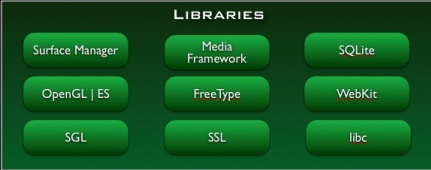 LIBRARIES
Surface Manager
Media
Framework
SQLite
OpenGL | ES
FreeType
WebKit
SGL
SSL
libc